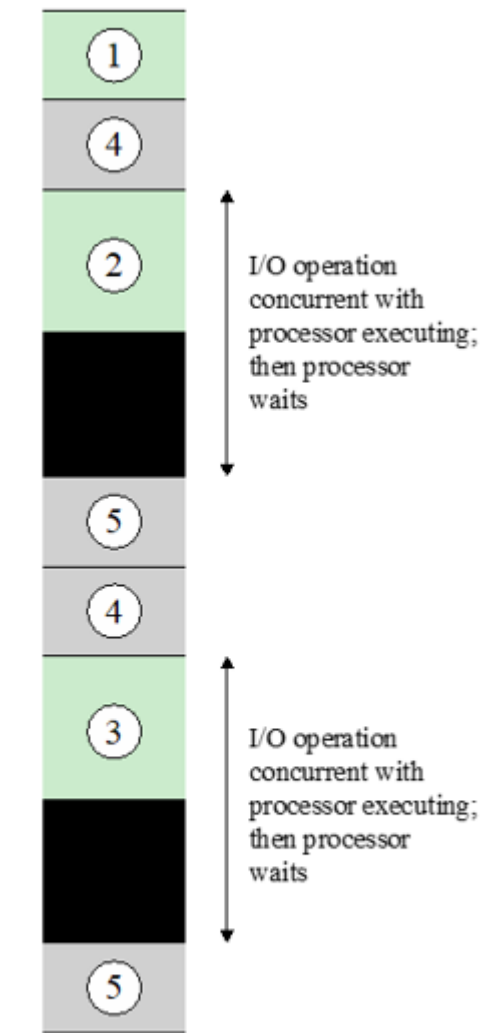 1
4
2
I/O operation
concurrent with
processor executing;
then processor
waits
5
4
3
I/O operation
concurrent with
processor executing;
then processor
waits
5